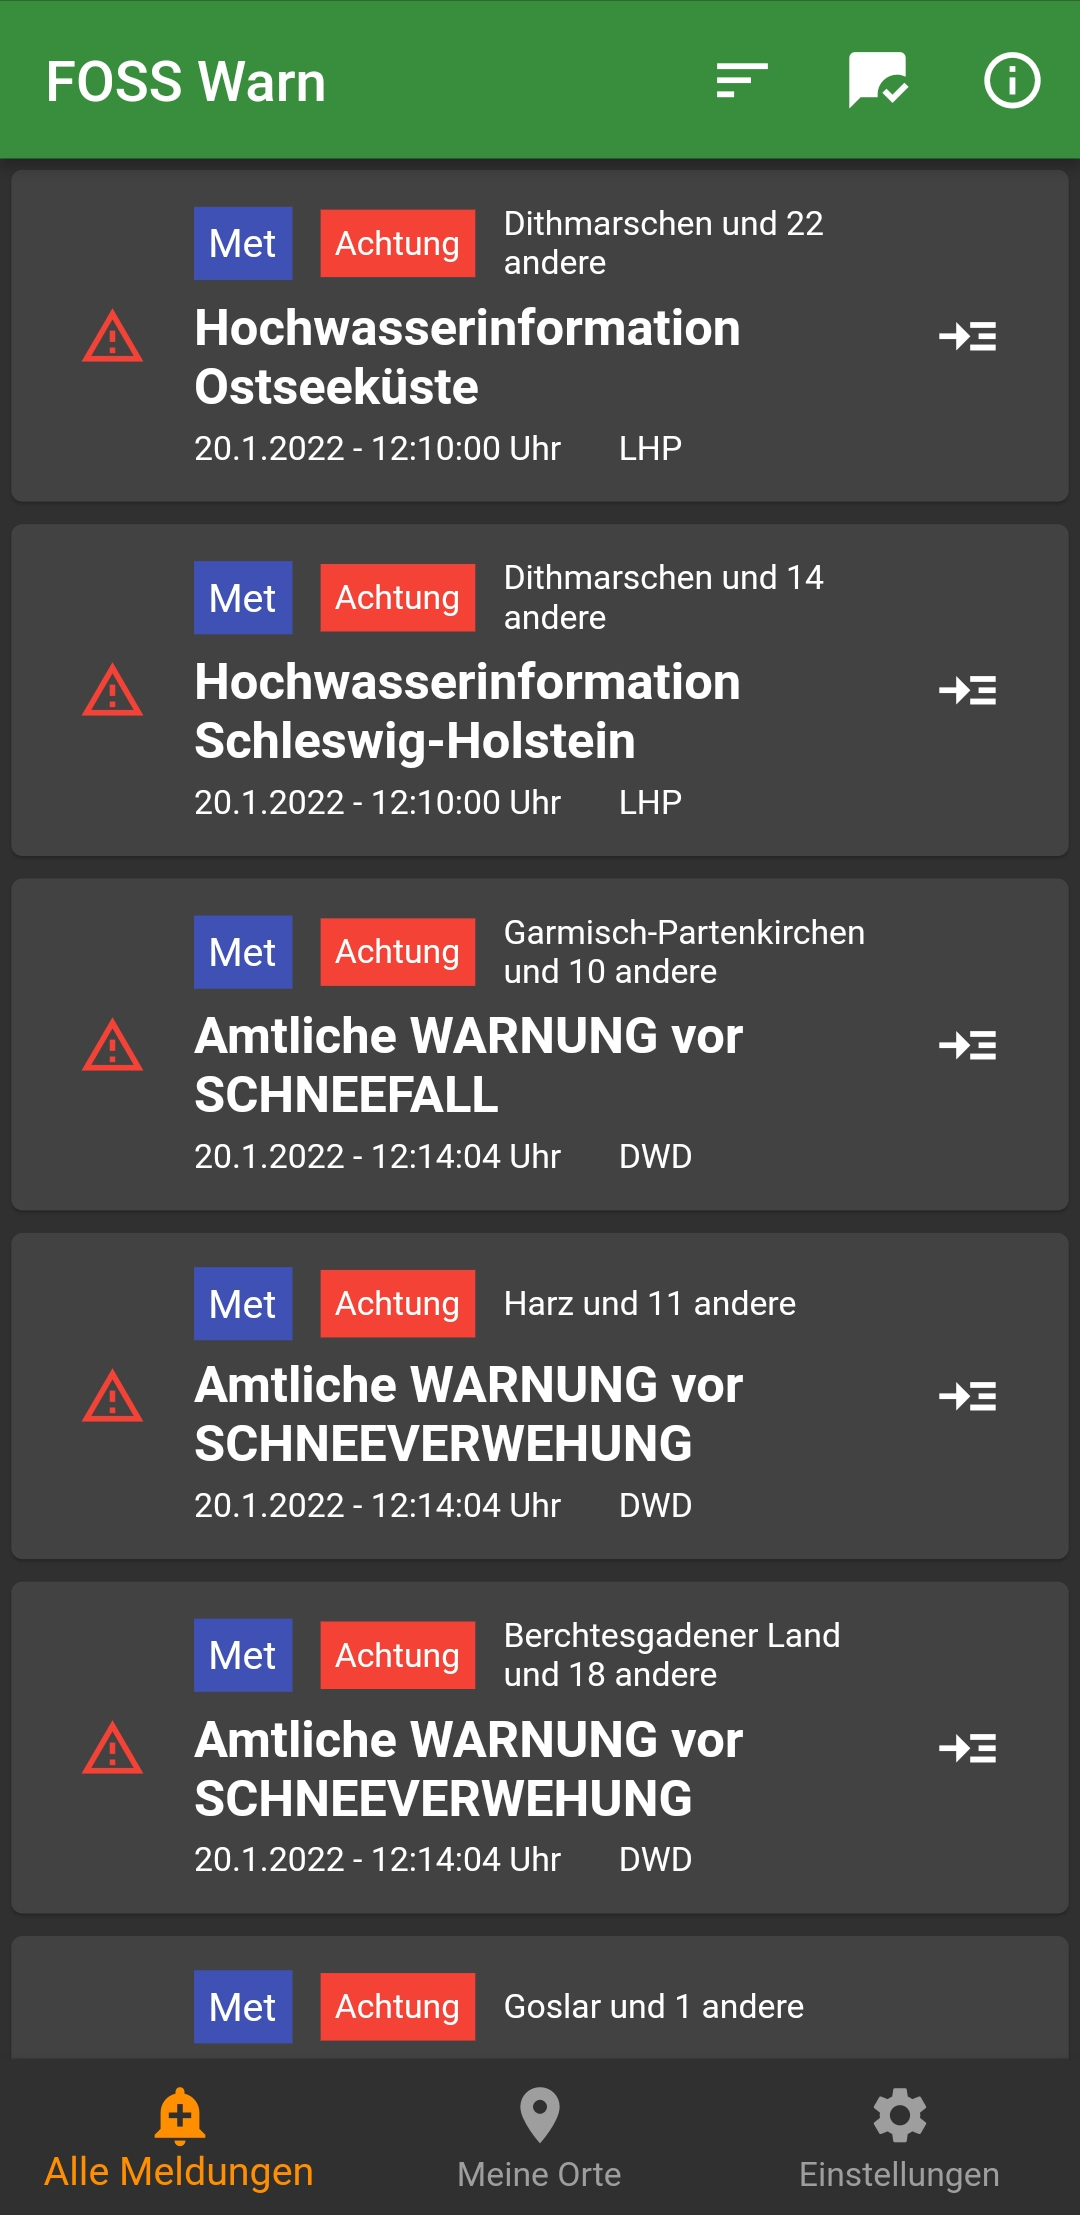 FOSS Warn
Met Achtung Dithmarschen und 22
andere
Hochwasserinformation
Ostseeküste
20.1.2022 - 12:10:00 Uhr LHP
Met Achtung Dithmarschen und 14
andere
Hochwasserinformation
Schleswig-Holstein
20.1.2022 - 12:10:00 Uhr LHP
Met Achtung Garmisch-Partenkirchen
und 10 andere
Amtliche WARNUNG vor
SCHNEEFALL
20.1.2022 - 12:14:04 Uhr DWD
Met Achtung Harz und 11 andere
Amtliche WARNUNG vor
SCHNEEVERWEHUNG
20.1.2022 - 12:14:04 Uhr DWD
Met Achtung Berchtesgadener Land
und 18 andere
Amtliche WARNUNG vor
SCHNEEVERWEHUNG
20.1.2022 - 12:14:04 Uhr DWD
Met Achtung Goslar und 1 andere
Alle Meldungen Meine Orte Einstellungen